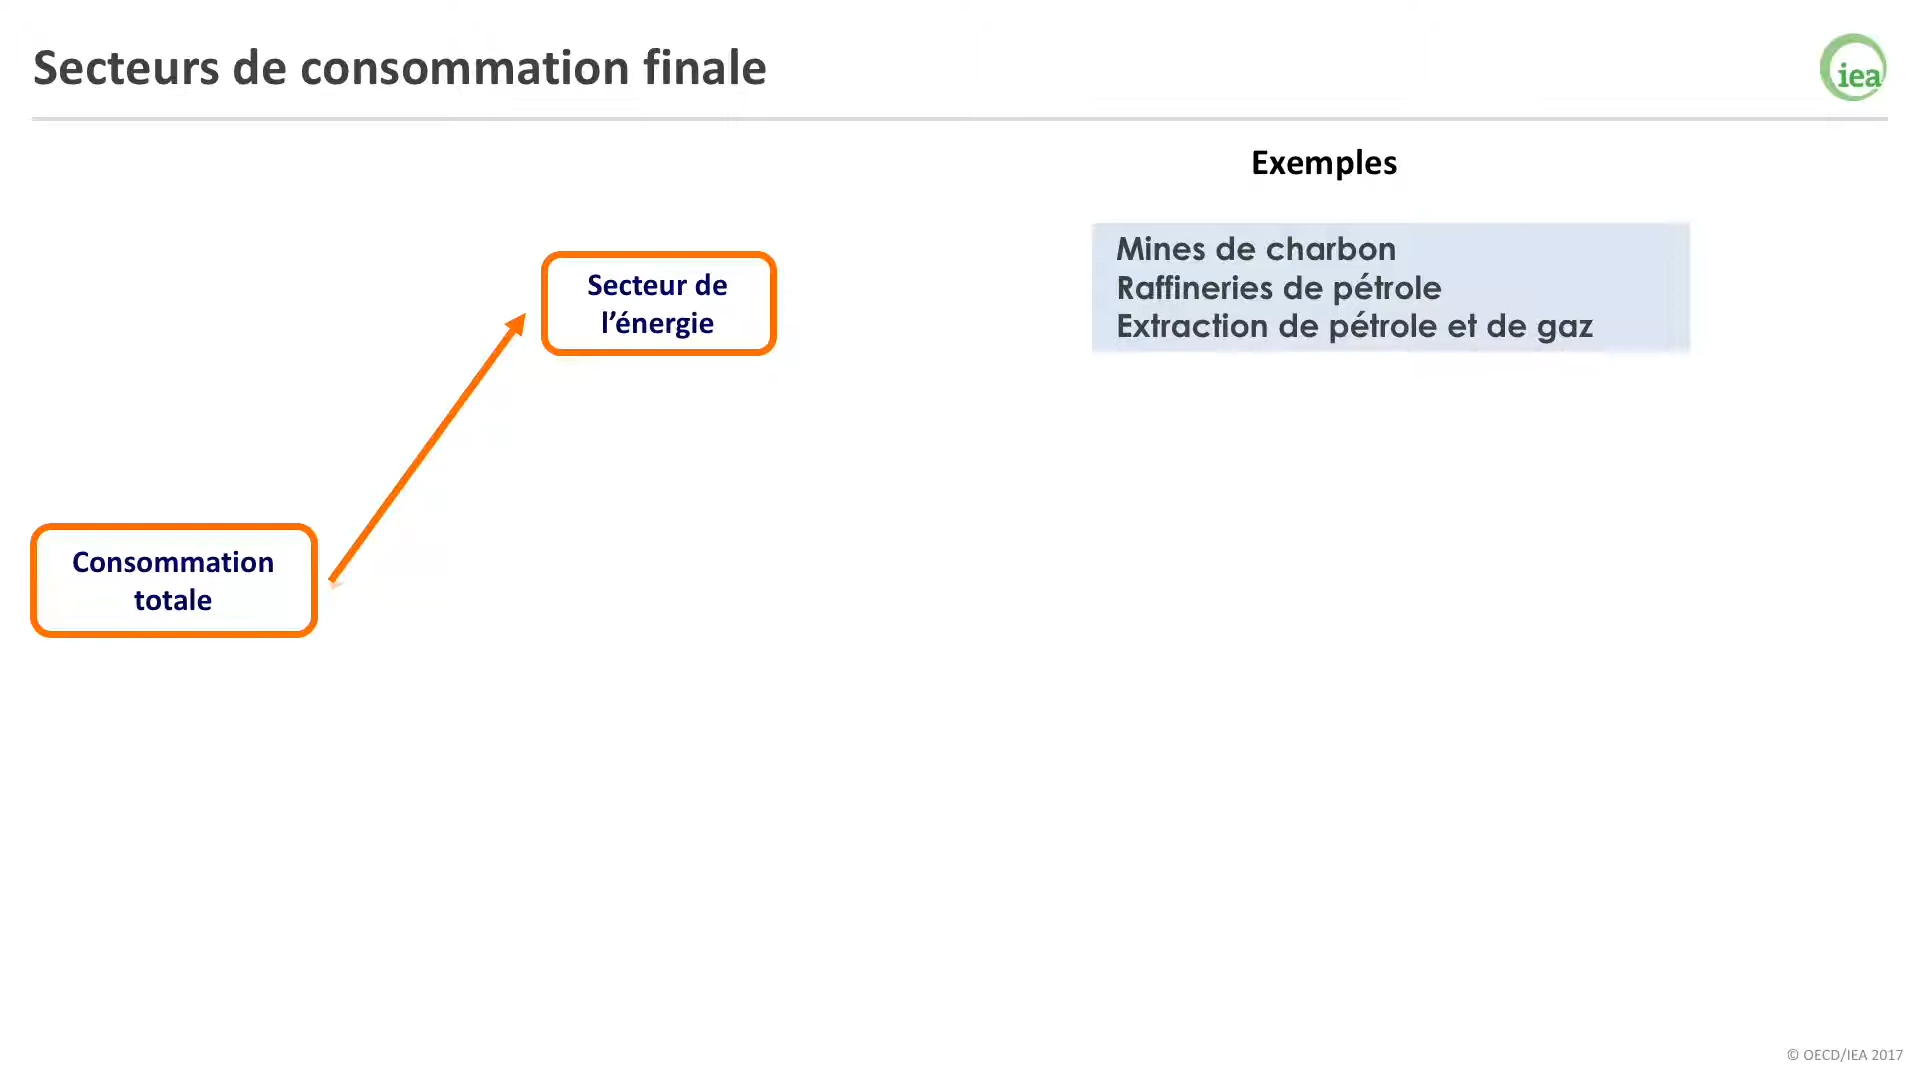 Secteurs de consommation finale
iea
Exemples
Mines de charbon
Raffineries de pétrole
Extraction de pétrole et de gaz
Secteur de
l’énergie
Consommation
totale
© OECD/IEA 2017